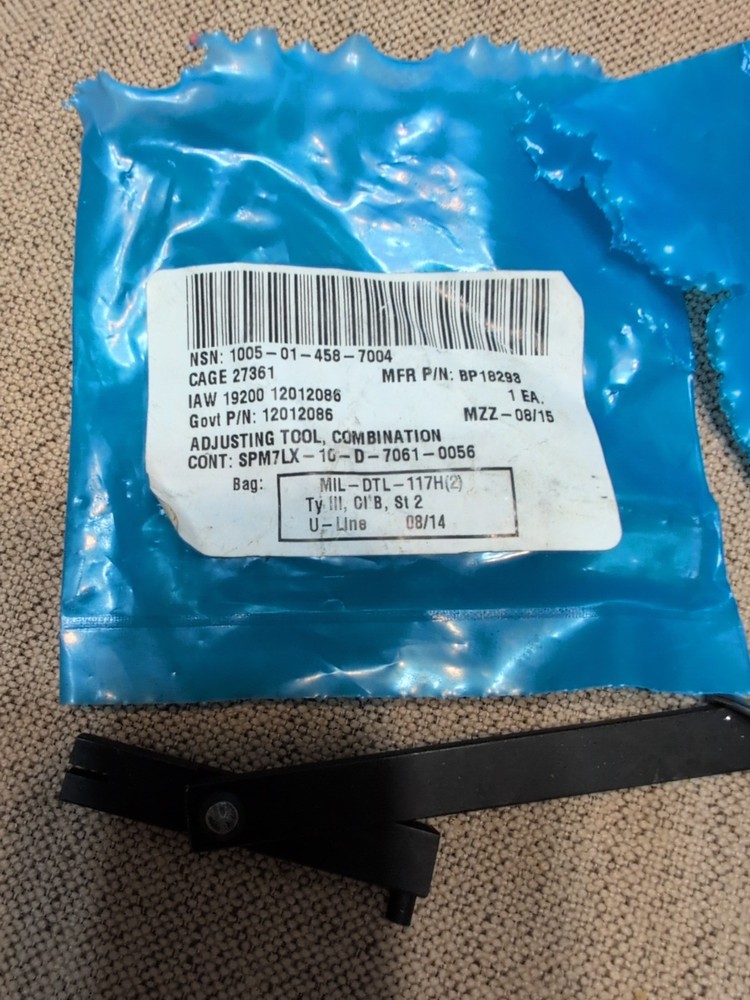 NSN: 1005-01-458-7004
CAGE 27361 MFR P/N: BP18293
IAW 19200 12012086 1 EA.
Govt P/N: 12012086 MZZ-08/15
ADJUSTING TOOL, COMBINATION
CONT: SPM7LX-10-D-7061-0056
Bag: MIL-DTL-117H(2)
Ty III, Cl B, St 2
U-Line 08/14